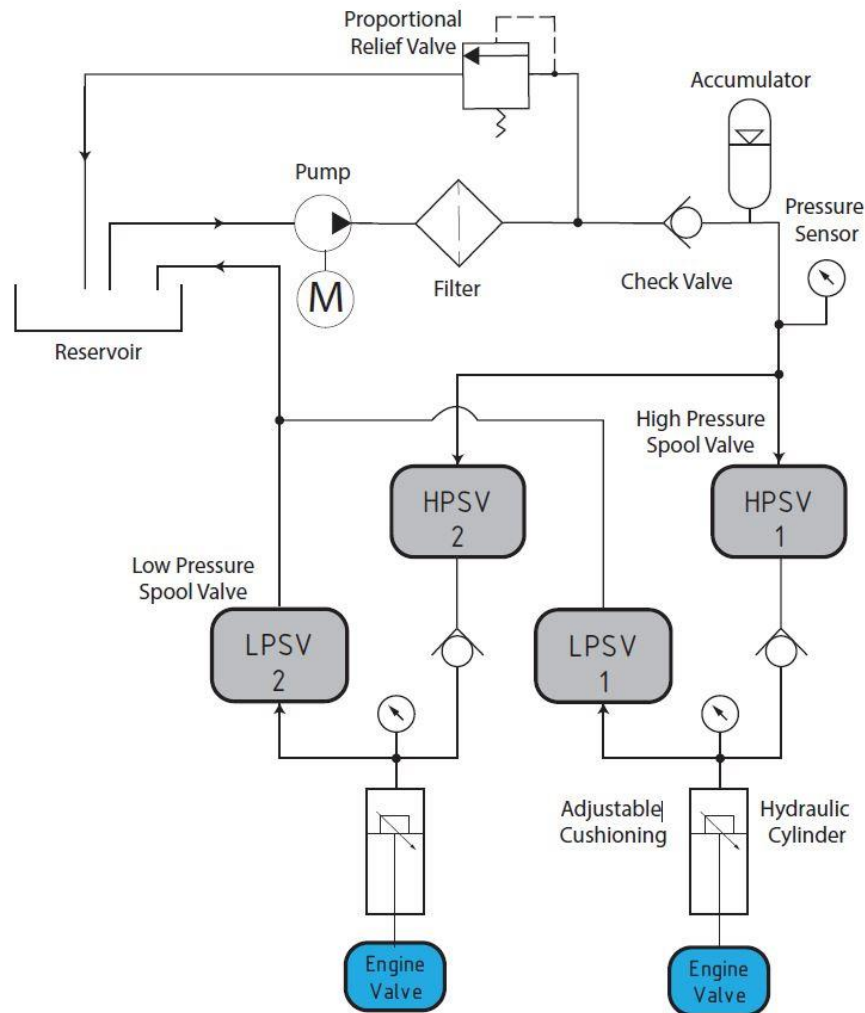 Proportional
Relief Valve
Accumulator
Pump
Pressure
Sensor
M
Filter
Check Valve
Reservoir
High Pressure
Spool Valve
HPSV
2
HPSV
1
Low Pressure
Spool Valve
LPSV
2
LPSV
1
Adjustable
Cushioning
Hydraulic
Cylinder
Engine
Valve
Engine
Valve